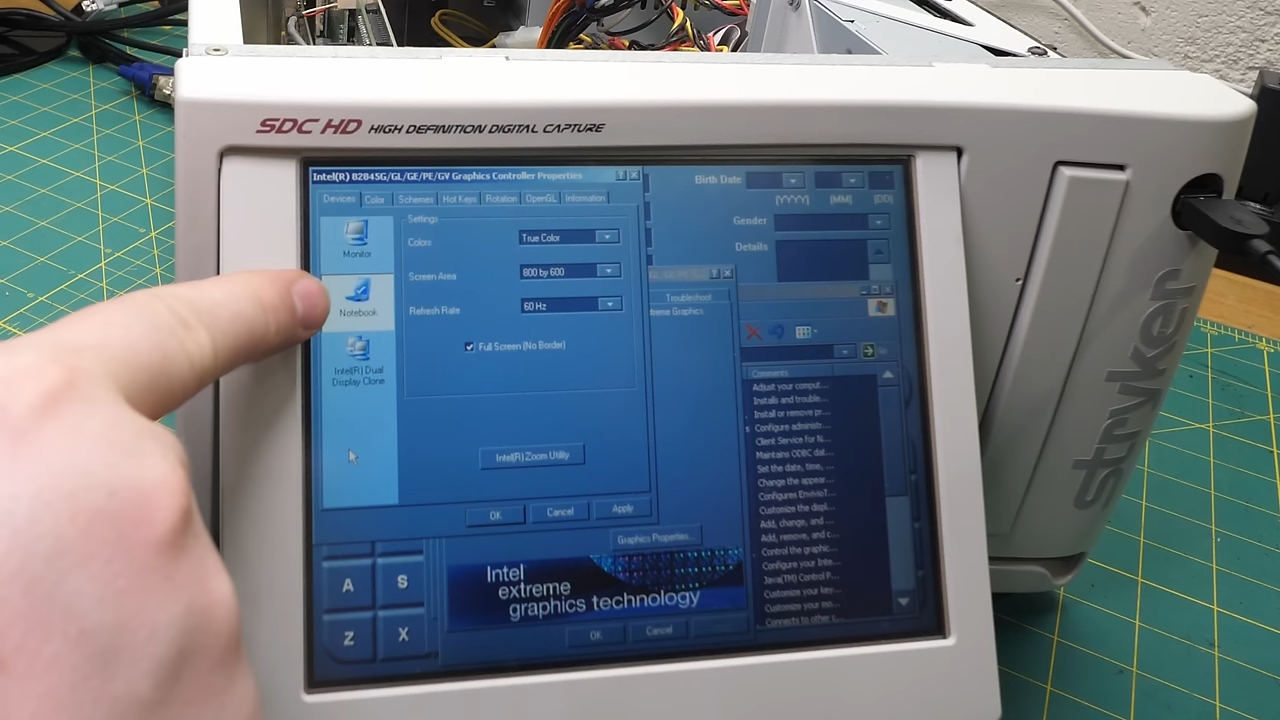 SDC HD HIGH DEFINITION DIGITAL CAPTURE
Intel(R) 82845G/GL/GE/PE/GV Graphics Controller Properties
Devices Color Schemes Hot Keys Rotation OpenGL Information
Monitor
Notebook
Intel(R) Dual
Display Clone
Settings
Colors True Color
Screen Area 800 by 600
Refresh Rate 60 Hz
Full Screen (No Border)
Intel(R) Zoom Utility
OK Cancel Apply
Birth Date
[YYYY] [MM] [DD]
Gender
Details
Troubleshoot
treme Graphics
Graphics Properties...
Intel
extreme
graphics technology
OK Cancel
Comments
Adjust your comput...
Installs and trouble...
Install or remove pr...
Configure administr...
Client Service for N...
Maintains ODBC dat...
Set the date, time, ...
Change the appear...
Configures EnvivioT...
Customize the displ...
Add, change, and ...
Add, remove, and c...
Control the graphic...
Configure your Inte...
Java(TM) Control P...
Customize your key...
Customize your mo...
Connects to other c...
A S
Z X
stryker